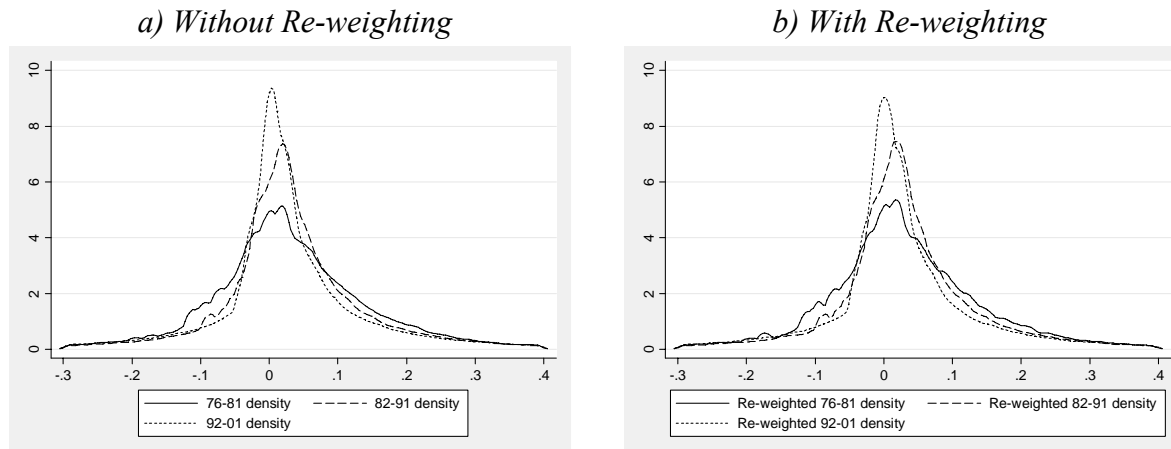 a) Without Re-weighting
10
8
6
4
2
0
-.3 -.2 -.1 0 .1 .2 .3 .4
76-81 density 82-91 density
92-01 density
b) With Re-weighting
10
8
6
4
2
0
-.3 -.2 -.1 0 .1 .2 .3 .4
Re-weighted 76-81 density Re-weighted 82-91 density
Re-weighted 92-01 density